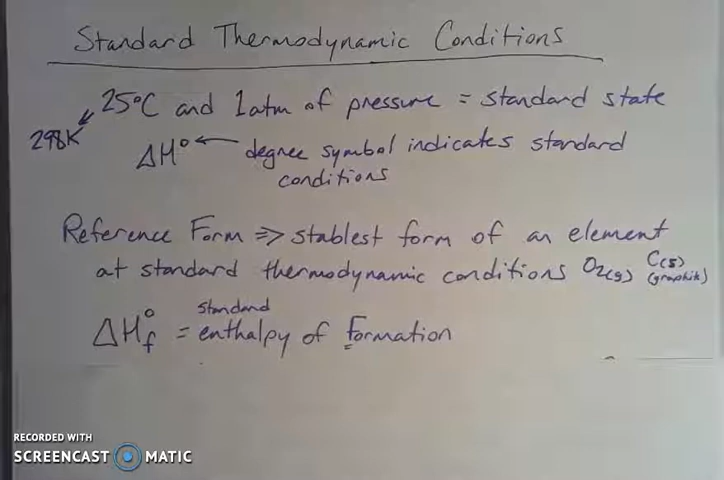 Standard Thermodynamic Conditions
25°C and 1atm of pressure = standard state
298K
ΔH° ← degree symbol indicates standard
conditions
Reference Form ⇒ stablest form of an element
at standard thermodynamic conditions O₂(g) C(s)
(graphite)
standard
ΔH°f = enthalpy of Formation
RECORDED WITH
SCREENCAST MATIC